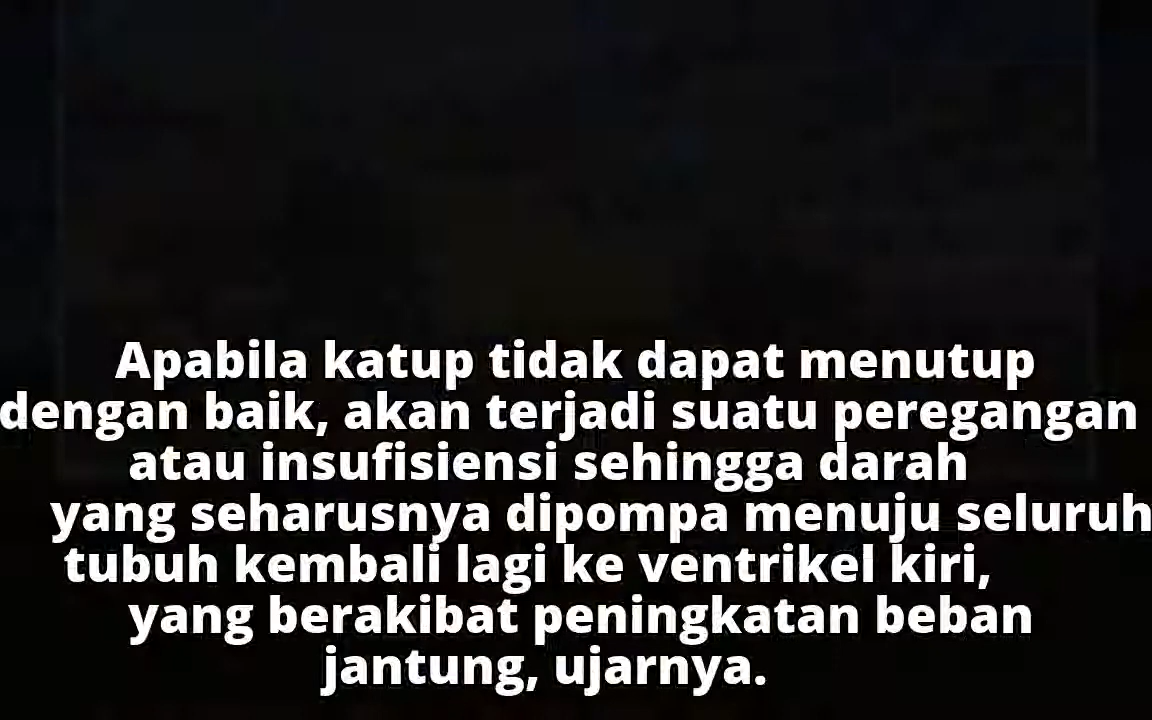 Apabila katup tidak dapat menutup
dengan baik, akan terjadi suatu peregangan
atau insufisiensi sehingga darah
yang seharusnya dipompa menuju seluruh
tubuh kembali lagi ke ventrikel kiri,
yang berakibat peningkatan beban
jantung, ujarnya.